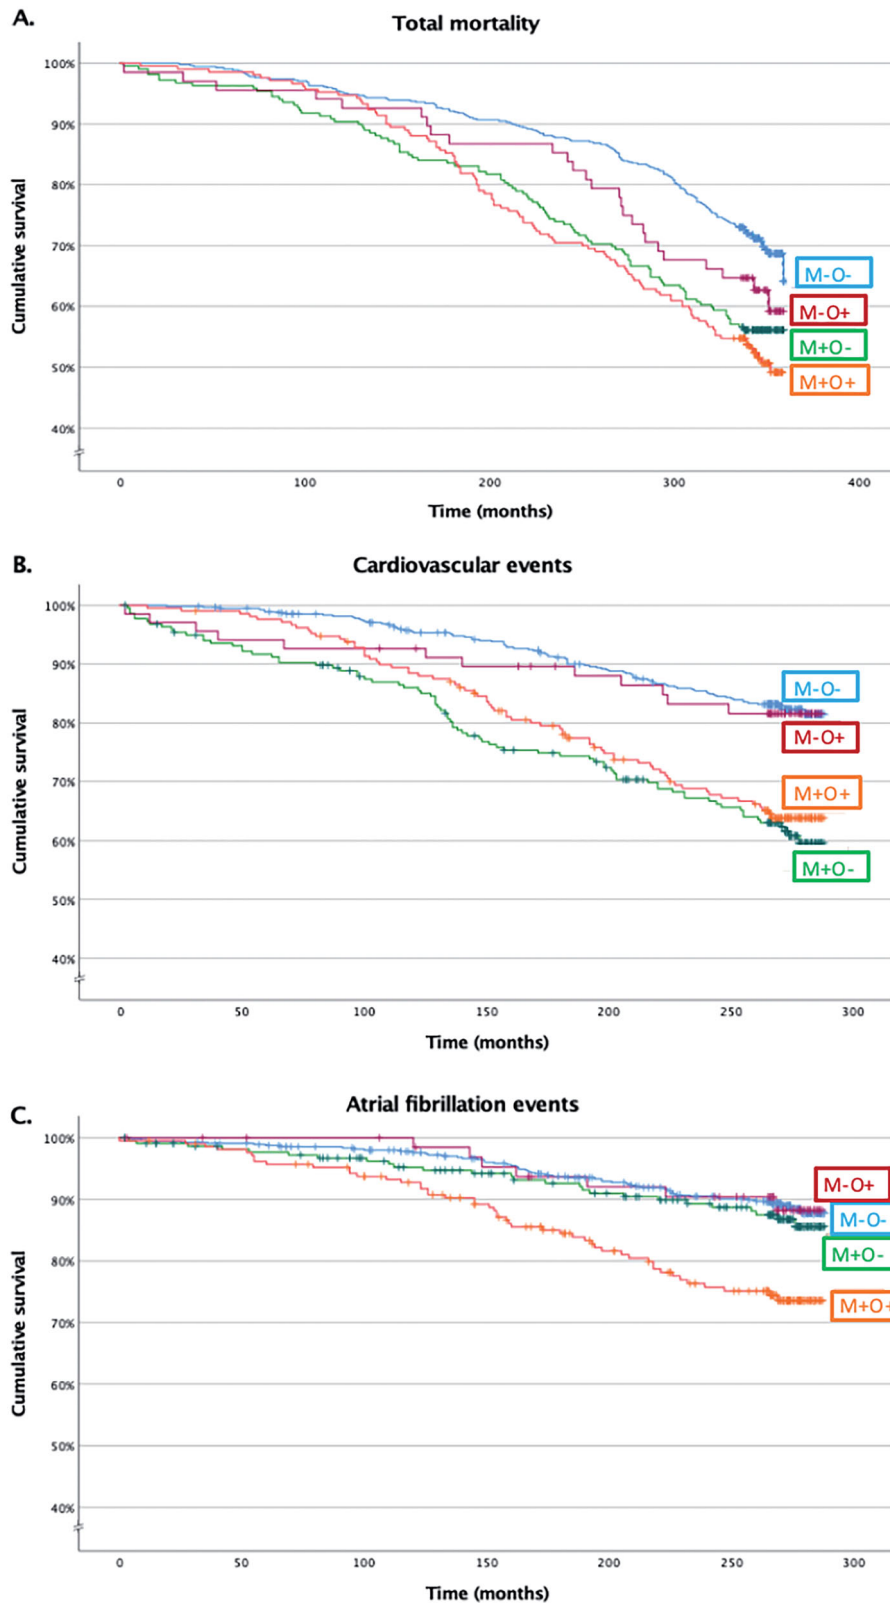 A.
Total mortality
100%
90%
80%
70%
60%
50%
40%
Cumulative survival
M-O-
M-O+
M+O-
M+O+
0 100 200 300 400
Time (months)
B.
Cardiovascular events
100%
90%
80%
70%
60%
50%
40%
Cumulative survival
M-O-
M-O+
M+O+
M+O-
0 50 100 150 200 250 300
Time (months)
C.
Atrial fibrillation events
100%
90%
80%
70%
60%
50%
40%
Cumulative survival
M-O+
M-O-
M+O-
M+O+
0 50 100 150 200 250 300
Time (months)